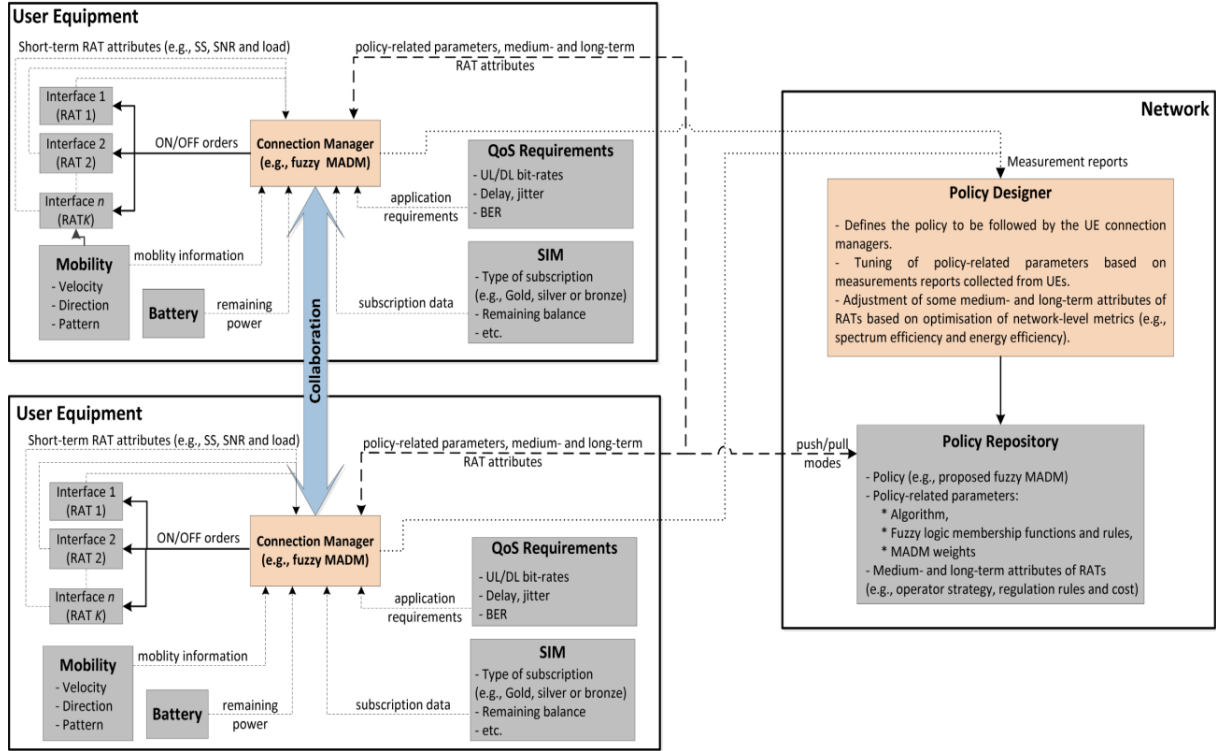 User Equipment
Short-term RAT attributes (e.g., SS, SNR and load)
policy-related parameters, medium- and long-term
RAT attributes
Interface 1
(RAT 1)
Interface 2
(RAT 2)
Interface n
(RATK)
ON/OFF orders
Connection Manager
(e.g., fuzzy MADM)
QoS Requirements
- UL/DL bit-rates
- Delay, jitter
- BER
application
requirements
Mobility
- Velocity
- Direction
- Pattern
moblity information
Battery
remaining
power
subscription data
SIM
- Type of subscription
(e.g., Gold, silver or bronze)
- Remaining balance
- etc.
Collaboration
User Equipment
Short-term RAT attributes (e.g., SS, SNR and load)
policy-related parameters, medium- and long-term
RAT attributes
Interface 1
(RAT 1)
Interface 2
(RAT 2)
Interface n
(RAT K)
ON/OFF orders
Connection Manager
(e.g., fuzzy MADM)
QoS Requirements
- UL/DL bit-rates
- Delay, jitter
- BER
application
requirements
Mobility
- Velocity
- Direction
- Pattern
moblity information
Battery
remaining
power
subscription data
SIM
- Type of subscription
(e.g., Gold, silver or bronze)
- Remaining balance
- etc.
Network
Measurement reports
Policy Designer
- Defines the policy to be followed by the UE connection
managers.
- Tuning of policy-related parameters based on
measurements reports collected from UEs.
- Adjustment of some medium- and long-term attributes of
RATs based on optimisation of network-level metrics (e.g.,
spectrum efficiency and energy efficiency).
push/pull
modes
Policy Repository
- Policy (e.g., proposed fuzzy MADM)
- Policy-related parameters:
* Algorithm,
* Fuzzy logic membership functions and rules,
* MADM weights
- Medium- and long-term attributes of RATs
(e.g., operator strategy, regulation rules and cost)